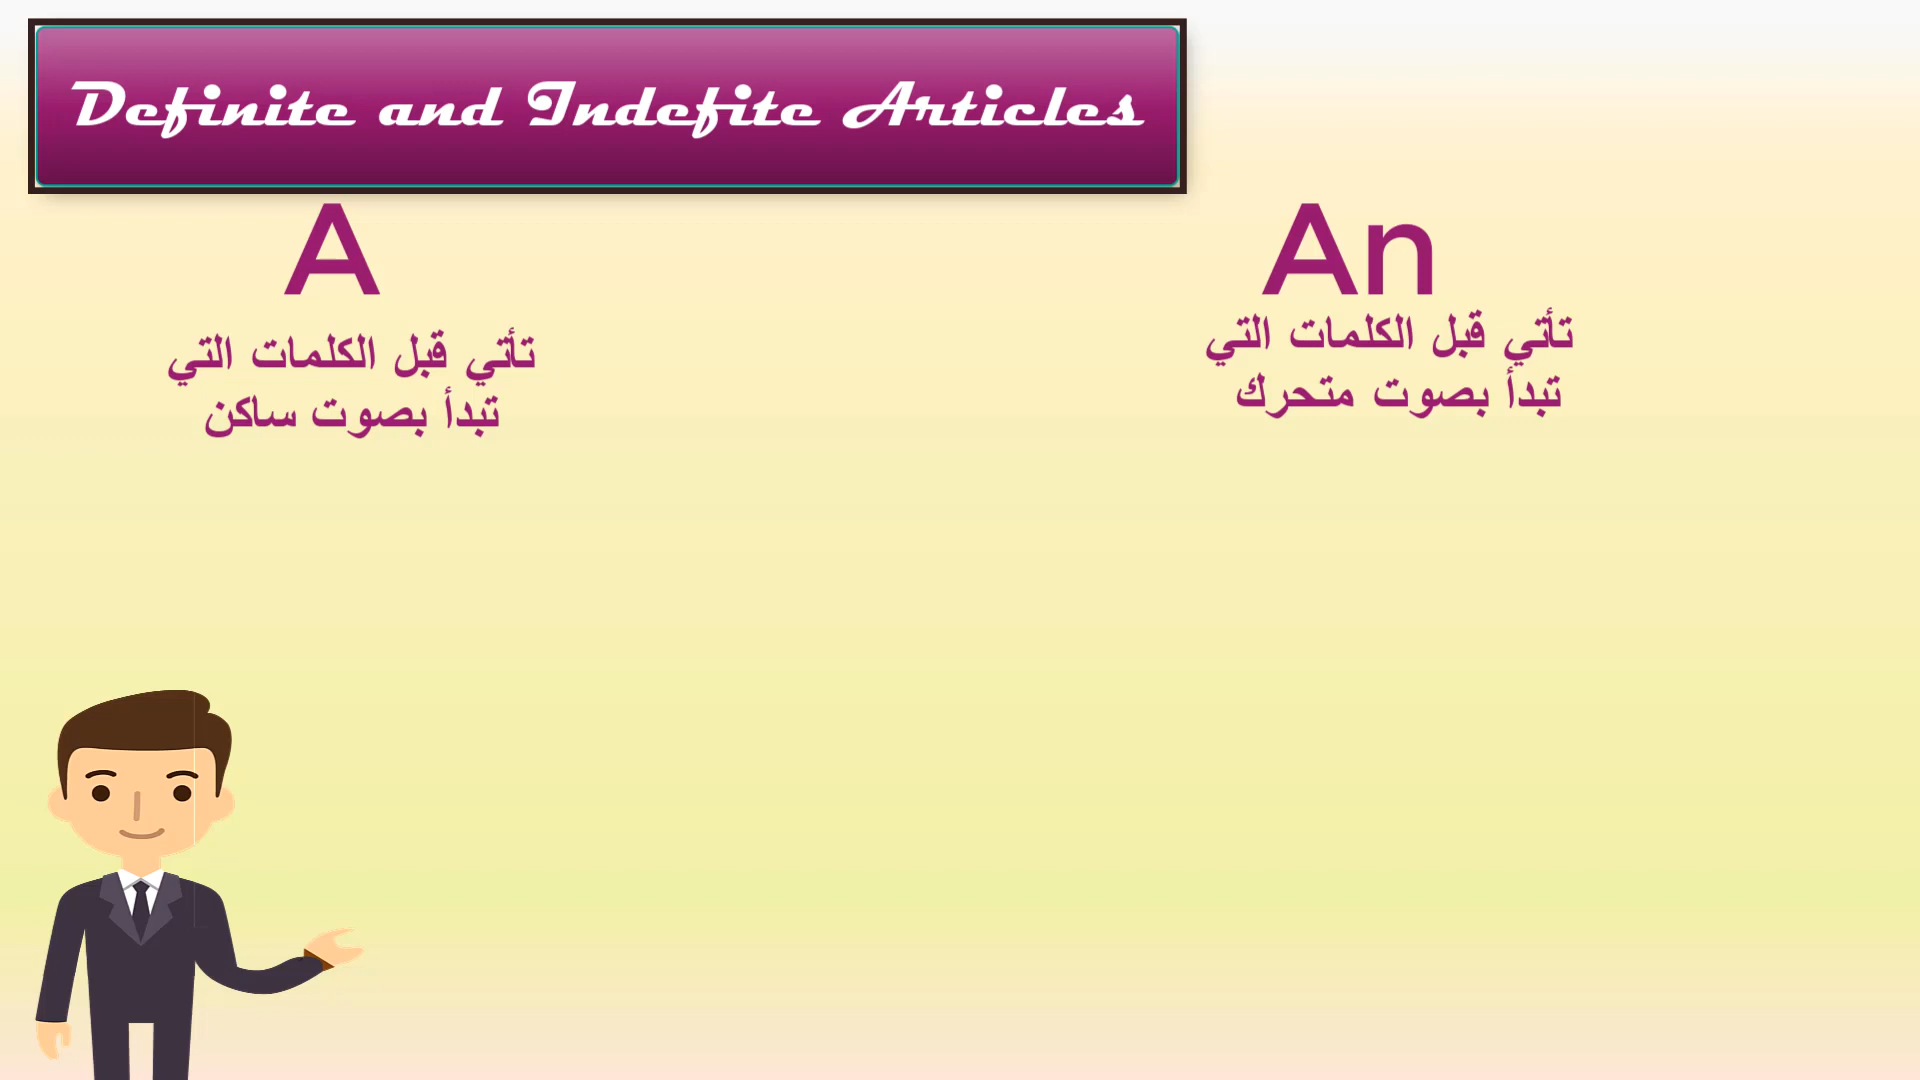 Definite and Indefite Articles
A
تأتي قبل الكلمات التي
تبدأ بصوت ساكن
An
تأتي قبل الكلمات التي
تبدأ بصوت متحرك